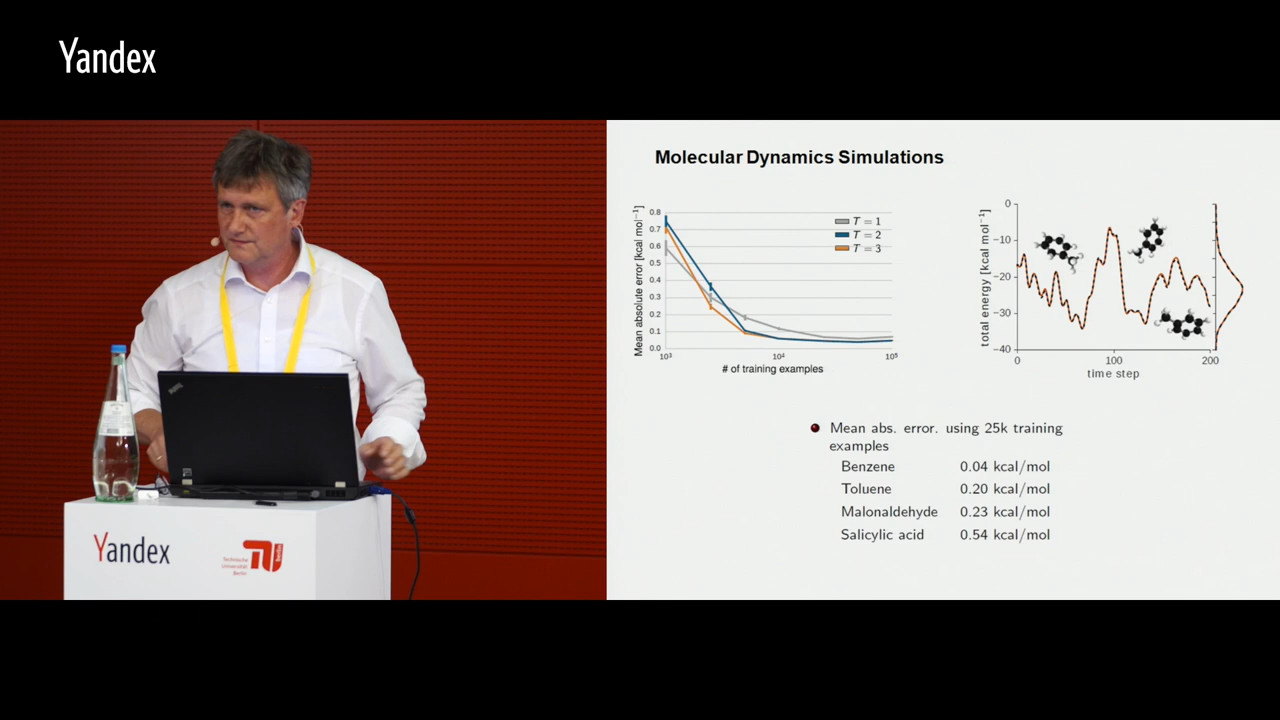 Yandex
Molecular Dynamics Simulations
Mean absolute error [kcal mol⁻¹]
0.8
0.7
0.6
0.5
0.4
0.3
0.2
0.1
0.0
10³
10⁴
10⁵
# of training examples
T = 1
T = 2
T = 3
total energy [kcal mol⁻¹]
0
−10
−20
−30
−40
0
100
200
time step
Mean abs. error. using 25k training
examples
Benzene 0.04 kcal/mol
Toluene 0.20 kcal/mol
Malonaldehyde 0.23 kcal/mol
Salicylic acid 0.54 kcal/mol
Yandex
Technische
Universität
Berlin